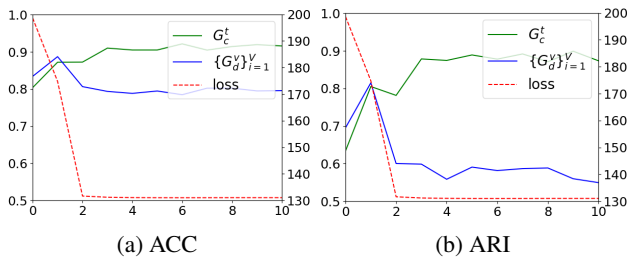 1.0 200
0.9 190
180
0.8 170
0.7 160
150
0.6 140
0.5 130
0 2 4 6 8 10
G_c^t
{G_d^v}_{i=1}^V
loss
(a) ACC
1.0 200
0.9 190
180
0.8 170
0.7 160
150
0.6 140
0.5 130
0 2 4 6 8 10
G_c^t
{G_d^v}_{i=1}^V
loss
(b) ARI